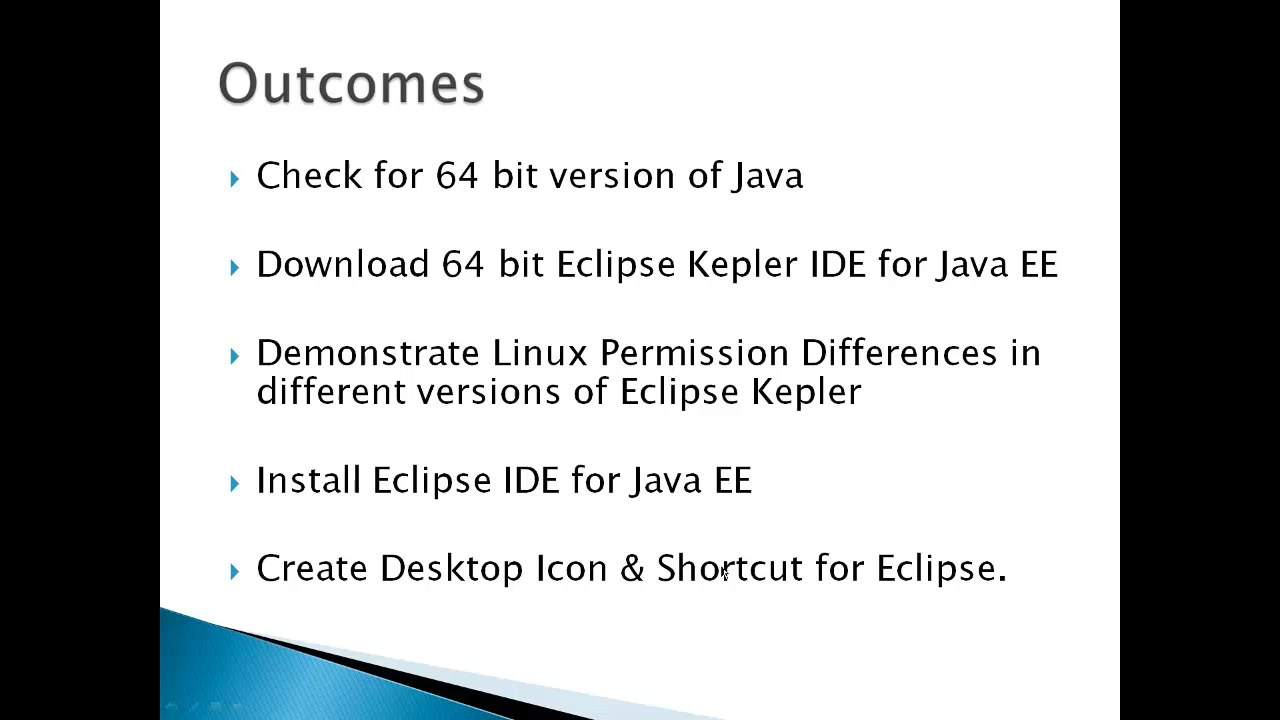 Outcomes
Check for 64 bit version of Java
Download 64 bit Eclipse Kepler IDE for Java EE
Demonstrate Linux Permission Differences in
different versions of Eclipse Kepler
Install Eclipse IDE for Java EE
Create Desktop Icon & Shortcut for Eclipse.